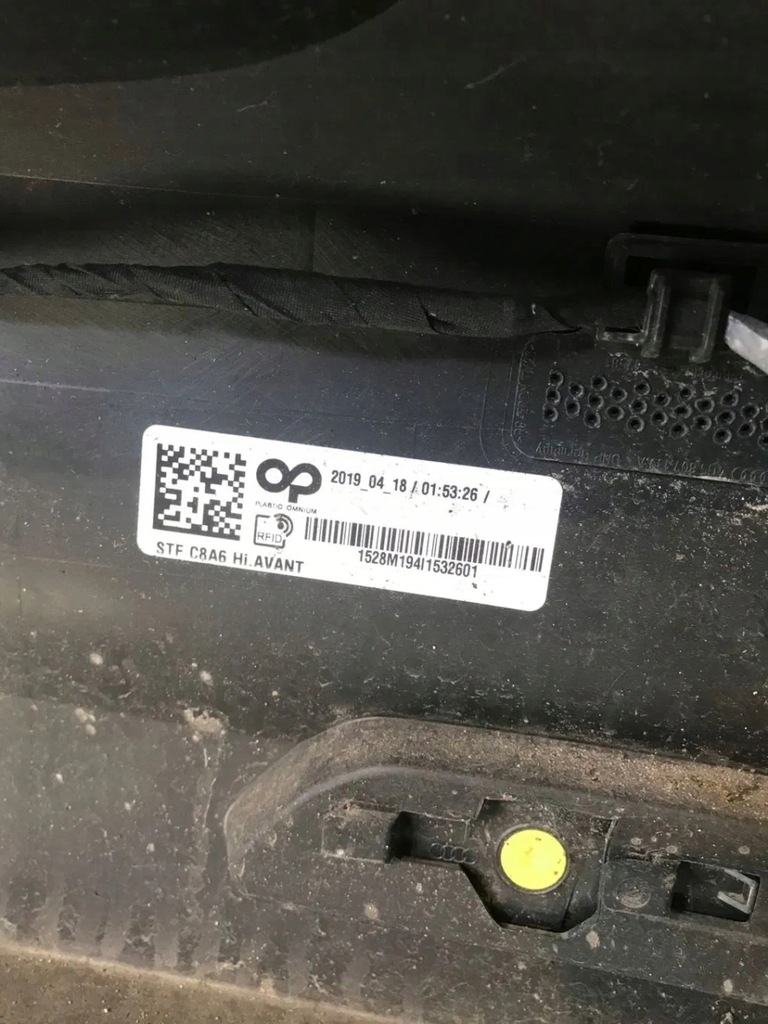 2019_04_18 / 01:53:26 /
PLASTIC OMNIUM
RFID
STF C8A6 Hi.AVANT
1528M194I1532601